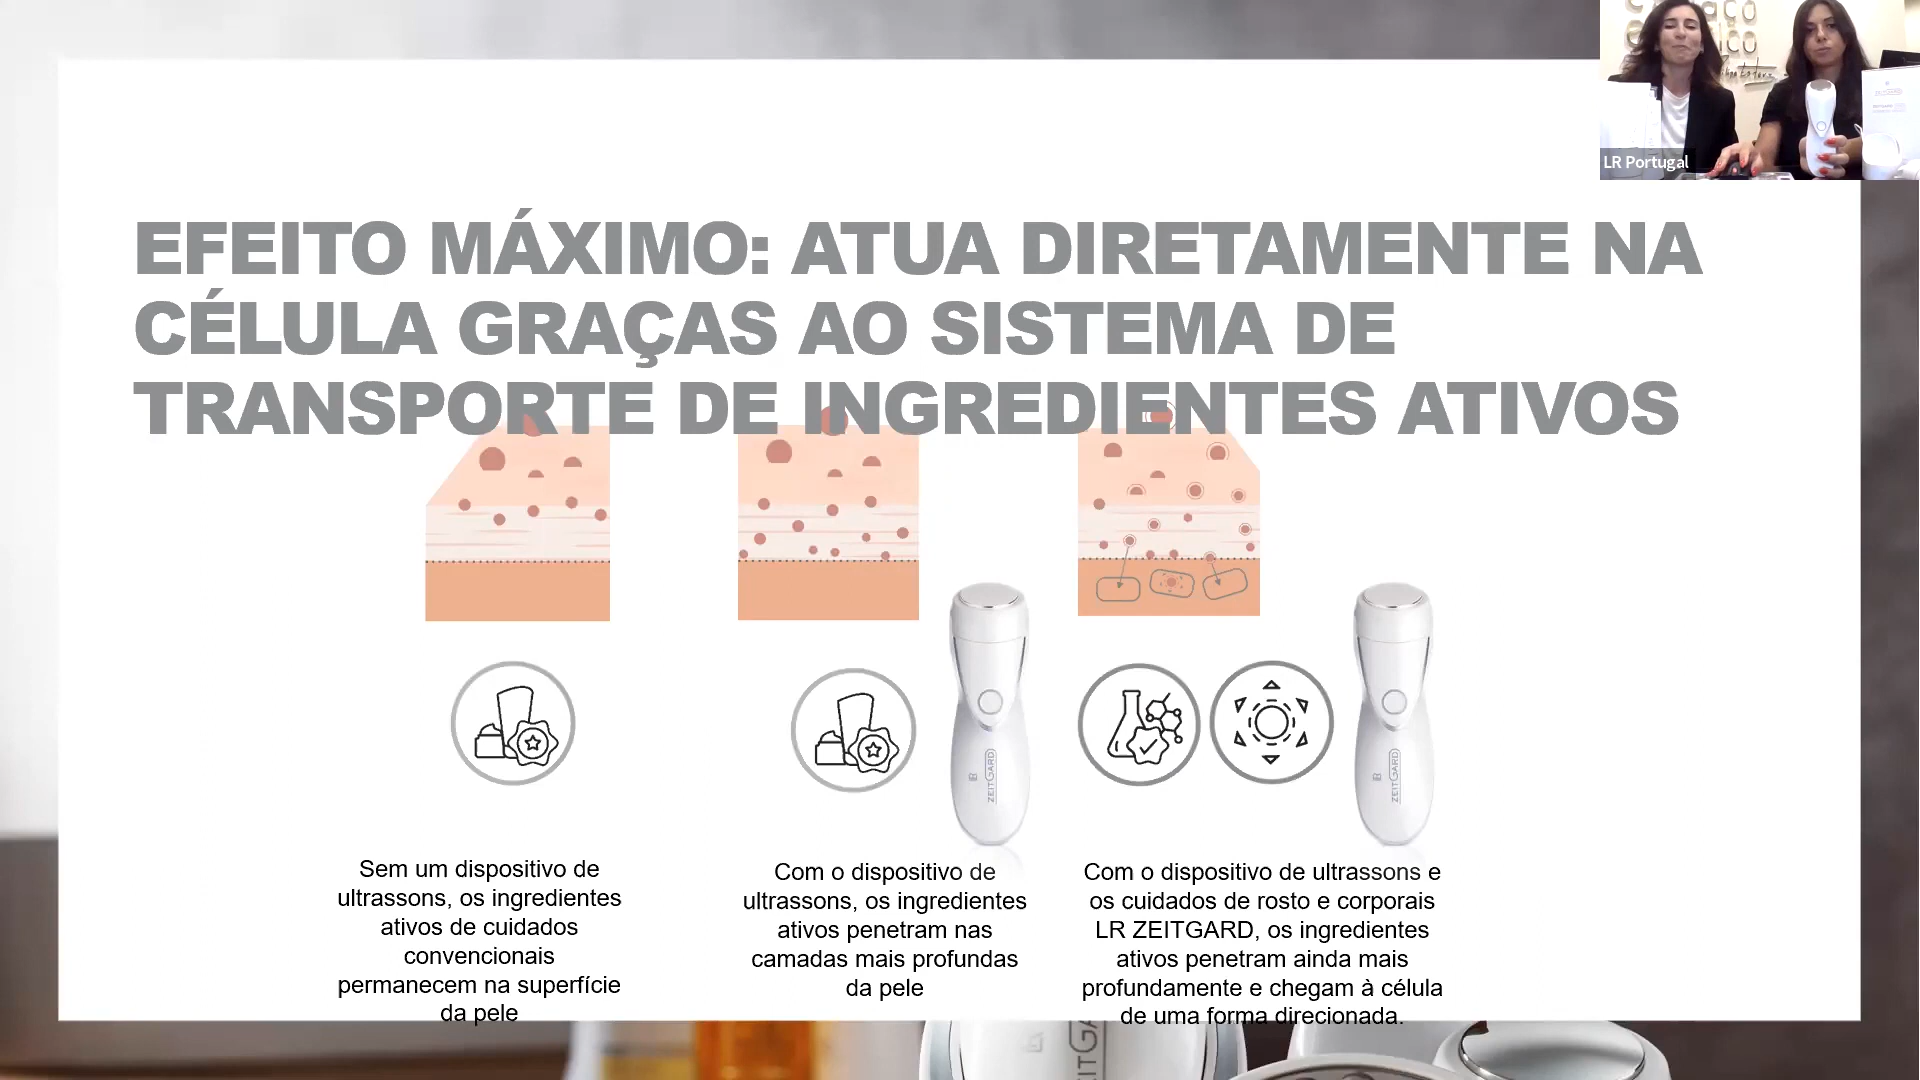 LR Portugal
EFEITO MÁXIMO: ATUA DIRETAMENTE NA
CÉLULA GRAÇAS AO SISTEMA DE
TRANSPORTE DE INGREDIENTES ATIVOS
LR ZEITGARD
LR ZEITGARD
Sem um dispositivo de
ultrassons, os ingredientes
ativos de cuidados
convencionais
permanecem na superfície
da pele
Com o dispositivo de
ultrassons, os ingredientes
ativos penetram nas
camadas mais profundas
da pele
Com o dispositivo de ultrassons e
os cuidados de rosto e corporais
LR ZEITGARD, os ingredientes
ativos penetram ainda mais
profundamente e chegam à célula
de uma forma direcionada.